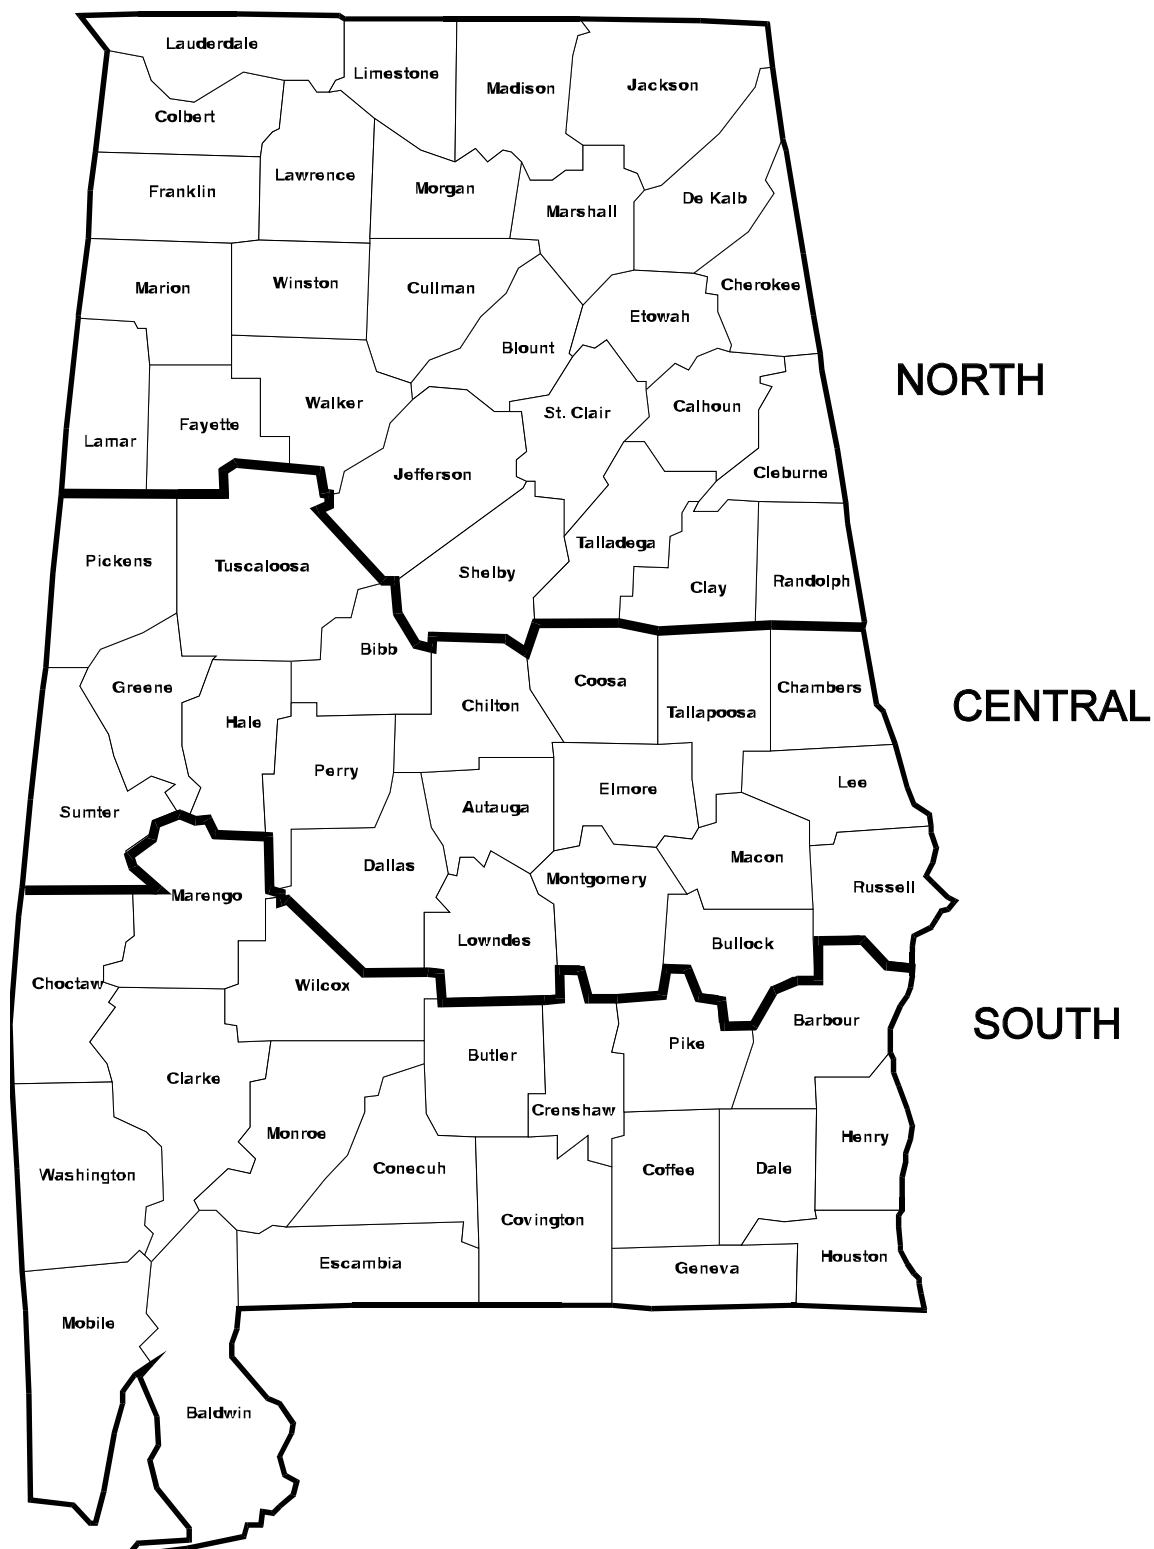 Lauderdale
Limestone
Madison
Jackson
Colbert
Lawrence
Franklin
Morgan
De Kalb
Marshall
Marion
Winston
Cullman
Cherokee
Etowah
Blount
NORTH
Walker
St. Clair
Calhoun
Fayette
Lamar
Jefferson
Cleburne
Talladega
Pickens
Tuscaloosa
Shelby
Clay
Randolph
Bibb
Greene
Coosa
Chambers
Hale
Chilton
Tallapoosa
CENTRAL
Perry
Lee
Elmore
Sumter
Autauga
Dallas
Macon
Montgomery
Russell
Marengo
Lowndes
Bullock
Choctaw
Wilcox
Barbour
SOUTH
Butler
Pike
Clarke
Crenshaw
Monroe
Henry
Conecuh
Coffee
Dale
Washington
Covington
Houston
Escambia
Geneva
Mobile
Baldwin